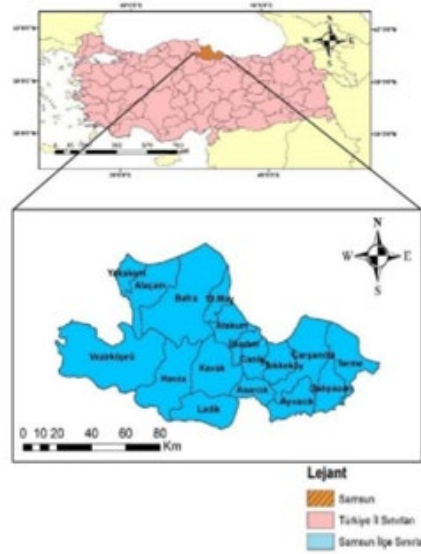 N
W E
S
Yakakent
Alaçam
Bafra
19 May
Atakum
İlkadım
Canik
Tekkeköy
Çarşamba
Terme
Vezirköprü
Havza
Kavak
Asarcık
Ayvacık
Salıpazarı
Ladik
0 10 20 40 60 80
Km
Lejant
Samsun
Türkiye İl Sınırları
Samsun İlçe Sınırla